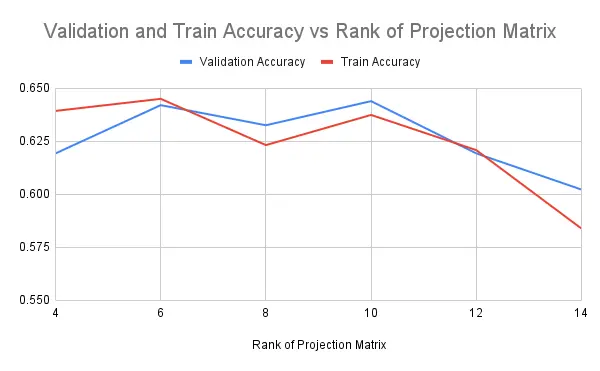 Validation and Train Accuracy vs Rank of Projection Matrix
Validation Accuracy Train Accuracy
0.650
0.625
0.600
0.575
0.550
4 6 8 10 12 14
Rank of Projection Matrix